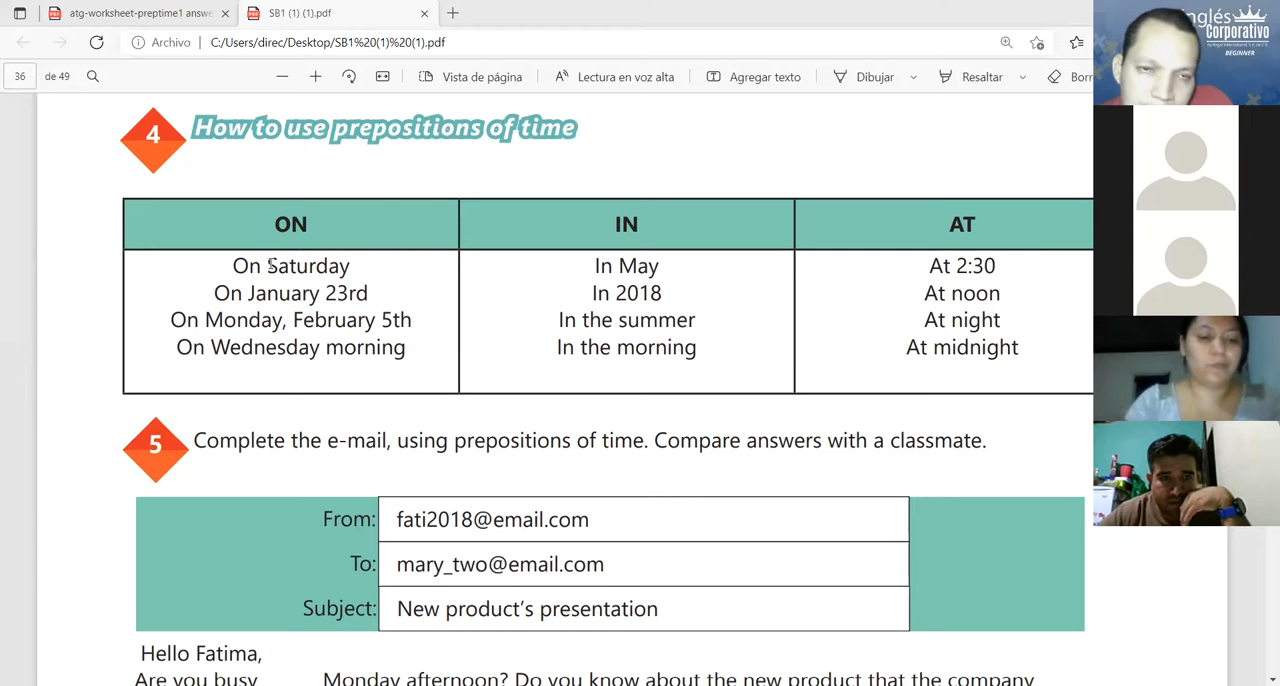 atg-worksheet-preptime1 answe
SB1 (1) (1).pdf
Archivo
C:/Users/direc/Desktop/SB1%20(1)%20(1).pdf
36 de 49
Vista de página
Lectura en voz alta
Agregar texto
Dibujar
Resaltar
Borr
inglés
Corporativo
BEGINNER
4 How to use prepositions of time
ON IN AT
On Saturday In May At 2:30
On January 23rd In 2018 At noon
On Monday, February 5th In the summer At night
On Wednesday morning In the morning At midnight
5 Complete the e-mail, using prepositions of time. Compare answers with a classmate.
From: fati2018@email.com
To: mary_two@email.com
Subject: New product's presentation
Hello Fatima,
Are you busy Monday afternoon? Do you know about the new product that the company